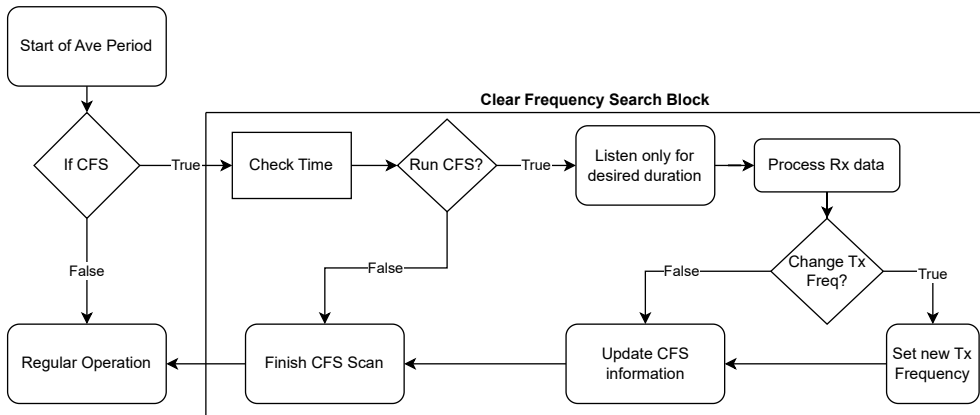 Start of Ave Period
Clear Frequency Search Block
If CFS
True
Check Time
Run CFS?
True
Listen only for
desired duration
Process Rx data
False
False
False
Change Tx
Freq?
True
Regular Operation
Finish CFS Scan
Update CFS
information
Set new Tx
Frequency